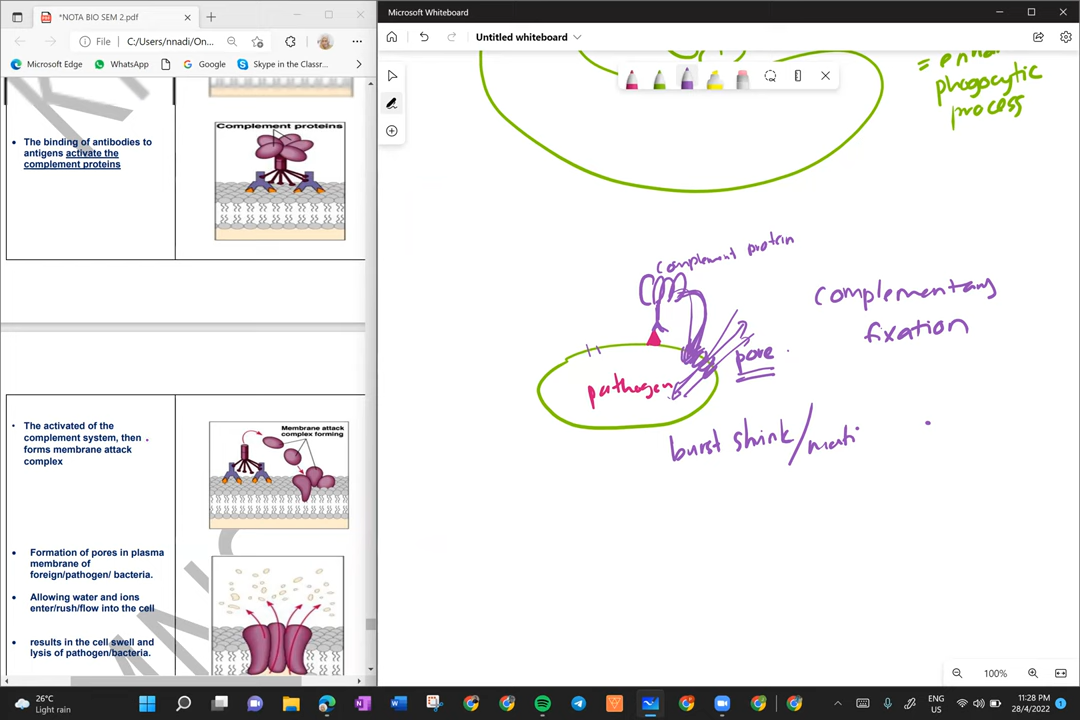 *NOTA BIO SEM 2.pdf
File
C:/Users/nnadi/On...
Microsoft Edge
WhatsApp
Google
Skype in the Classr...
Complement proteins
• The binding of antibodies to
antigens activate the
complement proteins
• The activated of the
complement system, then .
forms membrane attack
complex
Membrane attack
complex forming
• Formation of pores in plasma
membrane of
foreign/pathogen/ bacteria.
• Allowing water and ions
enter/rush/flow into the cell
• results in the cell swell and
lysis of pathogen/bacteria.
Microsoft Whiteboard
Untitled whiteboard
= enhan
phagocytic
process
complement protein
complementary
fixation
pore
pathogen
burst shink/mati
100%
26°C
Light rain
ENG
US
11:28 PM
28/4/2022
1